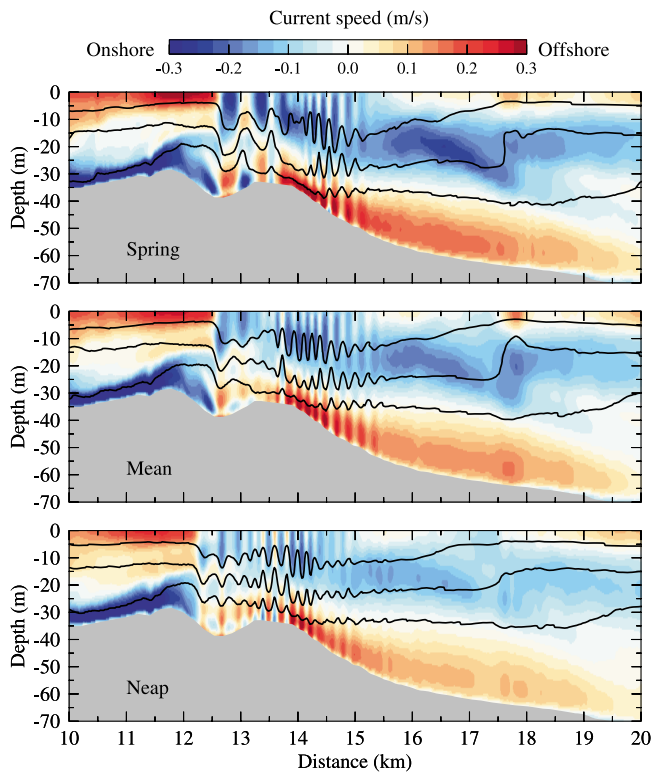 Current speed (m/s)
Onshore Offshore
-0.3 -0.2 -0.1 0.0 0.1 0.2 0.3
0
-10
-20
-30
-40
-50
-60
-70
Depth (m)
Spring
0
-10
-20
-30
-40
-50
-60
-70
Depth (m)
Mean
0
-10
-20
-30
-40
-50
-60
-70
Depth (m)
Neap
10 11 12 13 14 15 16 17 18 19 20
Distance (km)